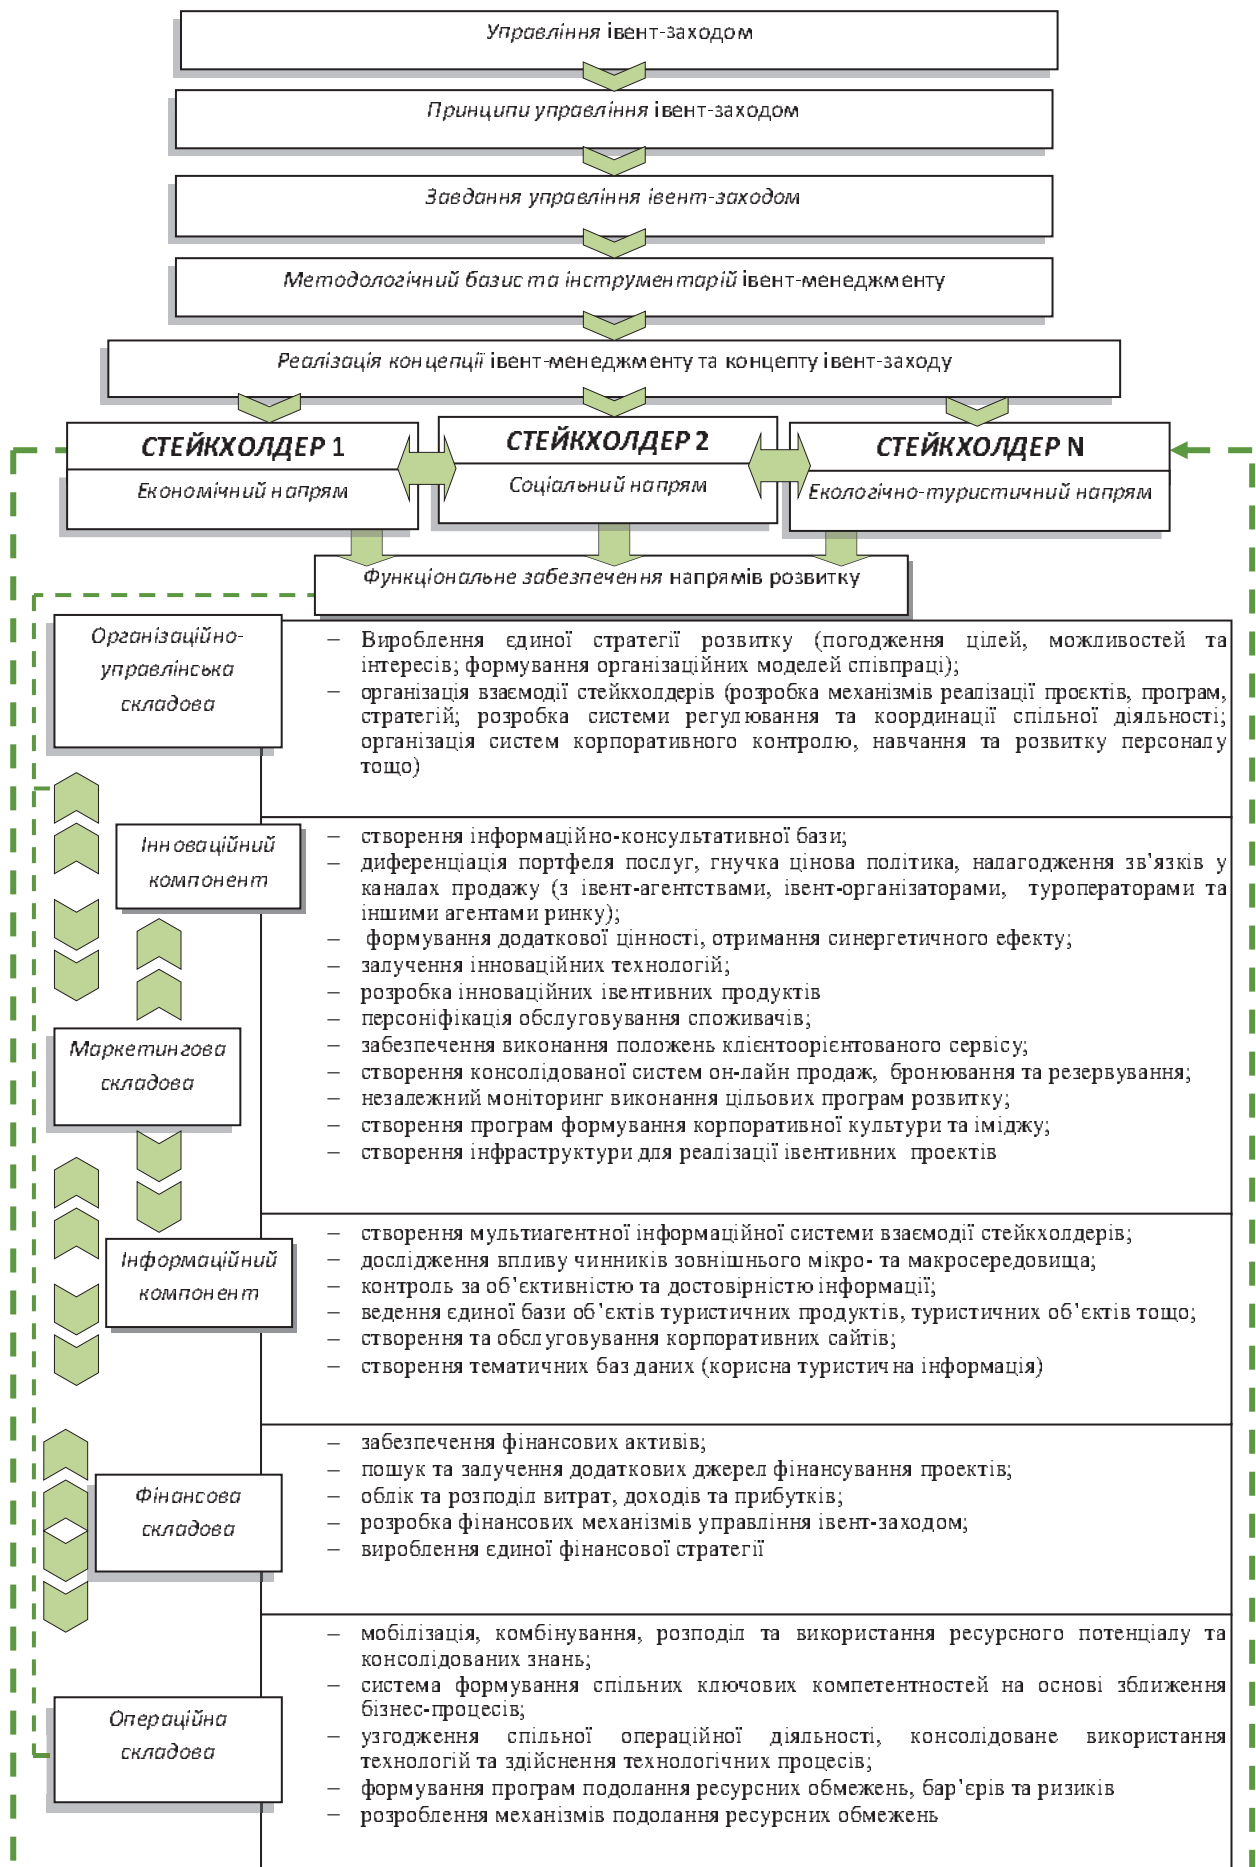 Управління івент-заходом
Принципи управління івент-заходом
Завдання управління івент-заходом
Методологічний базис та інструментарій івент-менеджменту
Реалізація концепції івент-менеджменту та концепту івент-заходу
СТЕЙКХОЛДЕР 1
Економічний напрям
СТЕЙКХОЛДЕР 2
Соціальний напрям
СТЕЙКХОЛДЕР N
Екологічно-туристичний напрям
Функціональне забезпечення напрямів розвитку
Організаційно-
управлінська
складова
– Вироблення єдиної стратегії розвитку (погодження цілей, можливостей та
інтересів; формування організаційних моделей співпраці);
– організація взаємодії стейкхолдерів (розробка механізмів реалізації проєктів, програм,
стратегій; розробка системи регулювання та координації спільної діяльності;
організація систем корпоративного контролю, навчання та розвитку персоналу
тощо)
Інноваційний
компонент
Маркетингова
складова
– створення інформаційно-консультативної бази;
– диференціація портфеля послуг, гнучка цінова політика, налагодження зв'язків у
каналах продажу (з івент-агентствами, івент-організаторами, туроператорами та
іншими агентами ринку);
– формування додаткової цінності, отримання синергетичного ефекту;
– залучення інноваційних технологій;
– розробка інноваційних івентивних продуктів
– персоніфікація обслуговування споживачів;
– забезпечення виконання положень клієнтоорієнтованого сервісу;
– створення консолідованої систем он-лайн продаж, бронювання та резервування;
– незалежний моніторинг виконання цільових програм розвитку;
– створення програм формування корпоративної культури та іміджу;
– створення інфраструктури для реалізації івентивних проектів
Інформаційний
компонент
– створення мультиагентної інформаційної системи взаємодії стейкхолдерів;
– дослідження впливу чинників зовнішнього мікро- та макросередовища;
– контроль за об’єктивністю та достовірністю інформації;
– ведення єдиної бази об’єктів туристичних продуктів, туристичних об’єктів тощо;
– створення та обслуговування корпоративних сайтів;
– створення тематичних баз даних (корисна туристична інформація)
Фінансова
складова
– забезпечення фінансових активів;
– пошук та залучення додаткових джерел фінансування проектів;
– облік та розподіл витрат, доходів та прибутків;
– розробка фінансових механізмів управління івент-заходом;
– вироблення єдиної фінансової стратегії
Операційна
складова
– мобілізація, комбінування, розподіл та використання ресурсного потенціалу та
консолідованих знань;
– система формування спільних ключових компетентностей на основі зближення
бізнес-процесів;
– узгодження спільної операційної діяльності, консолідоване використання
технологій та здійснення технологічних процесів;
– формування програм подолання ресурсних обмежень, бар’єрів та ризиків
– розроблення механізмів подолання ресурсних обмежень